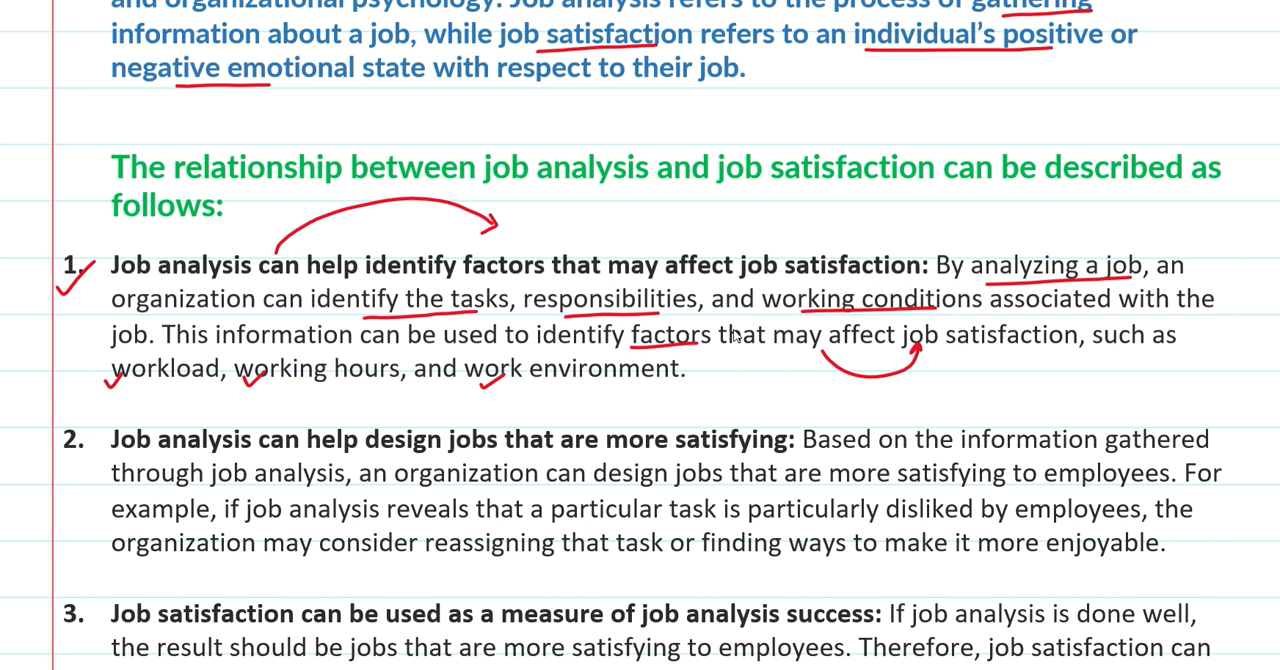 and organizational psychology. Job analysis refers to the process of gathering
information about a job, while job satisfaction refers to an individual's positive or
negative emotional state with respect to their job.
The relationship between job analysis and job satisfaction can be described as
follows:
1. Job analysis can help identify factors that may affect job satisfaction: By analyzing a job, an
organization can identify the tasks, responsibilities, and working conditions associated with the
job. This information can be used to identify factors that may affect job satisfaction, such as
workload, working hours, and work environment.
2. Job analysis can help design jobs that are more satisfying: Based on the information gathered
through job analysis, an organization can design jobs that are more satisfying to employees. For
example, if job analysis reveals that a particular task is particularly disliked by employees, the
organization may consider reassigning that task or finding ways to make it more enjoyable.
3. Job satisfaction can be used as a measure of job analysis success: If job analysis is done well,
the result should be jobs that are more satisfying to employees. Therefore, job satisfaction can